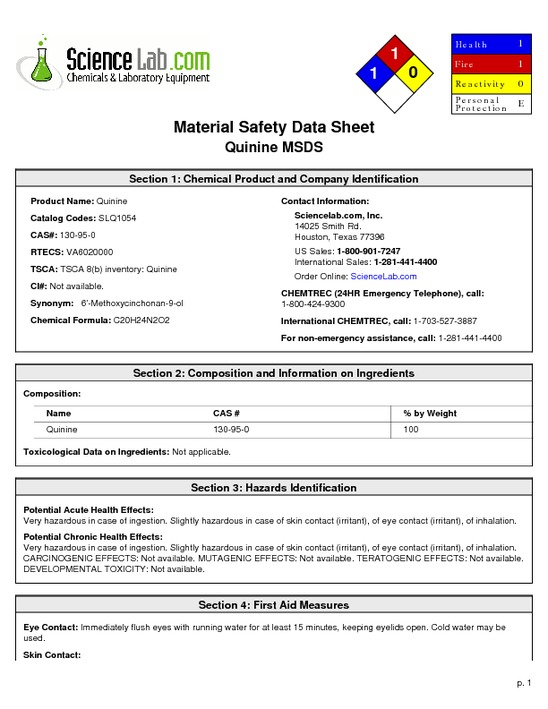 Science Lab.com
Chemicals & Laboratory Equipment
1
1
0
Health 1
Fire 1
Reactivity 0
Personal
Protection E
Material Safety Data Sheet
Quinine MSDS
Section 1: Chemical Product and Company Identification
Product Name: Quinine
Catalog Codes: SLQ1054
CAS#: 130-95-0
RTECS: VA6020000
TSCA: TSCA 8(b) inventory: Quinine
CI#: Not available.
Synonym: 6'-Methoxycinchonan-9-ol
Chemical Formula: C20H24N2O2
Contact Information:
Sciencelab.com, Inc.
14025 Smith Rd.
Houston, Texas 77396
US Sales: 1-800-901-7247
International Sales: 1-281-441-4400
Order Online: ScienceLab.com
CHEMTREC (24HR Emergency Telephone), call:
1-800-424-9300
International CHEMTREC, call: 1-703-527-3887
For non-emergency assistance, call: 1-281-441-4400
Section 2: Composition and Information on Ingredients
Composition:
Name CAS # % by Weight
Quinine 130-95-0 100
Toxicological Data on Ingredients: Not applicable.
Section 3: Hazards Identification
Potential Acute Health Effects:
Very hazardous in case of ingestion. Slightly hazardous in case of skin contact (irritant), of eye contact (irritant), of inhalation.
Potential Chronic Health Effects:
Very hazardous in case of ingestion. Slightly hazardous in case of skin contact (irritant), of eye contact (irritant), of inhalation.
CARCINOGENIC EFFECTS: Not available. MUTAGENIC EFFECTS: Not available. TERATOGENIC EFFECTS: Not available.
DEVELOPMENTAL TOXICITY: Not available.
Section 4: First Aid Measures
Eye Contact: Immediately flush eyes with running water for at least 15 minutes, keeping eyelids open. Cold water may be
used.
Skin Contact:
p. 1